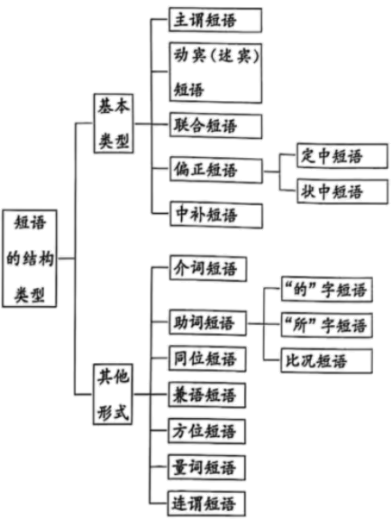 短语
的结构
类型
基本
类型
主谓短语
动宾（述宾）
短语
联合短语
偏正短语
定中短语
状中短语
中补短语
其他
形式
介词短语
助词短语
“的”字短语
“所”字短语
比况短语
同位短语
兼语短语
方位短语
量词短语
连谓短语